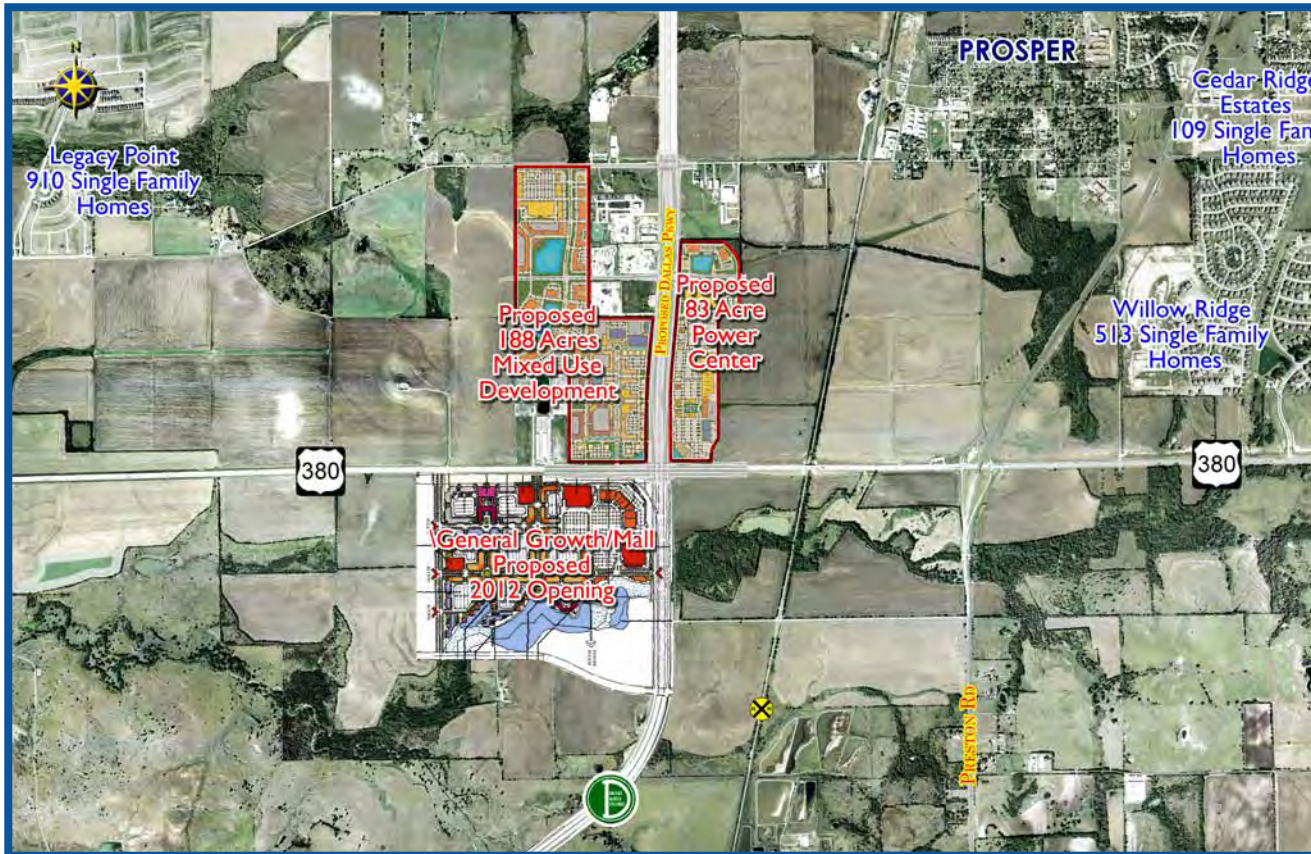 N
PROSPER
Cedar Ridge
Estates
109 Single Fam
Homes
Legacy Point
910 Single Family
Homes
PROPOSED DALLAS PKWY
Proposed
83 Acre
Power
Center
Proposed
188 Acres
Mixed Use
Development
Willow Ridge
513 Single Family
Homes
380
380
\General Growth/Mall
Proposed
2012 Opening
PRESTON RD